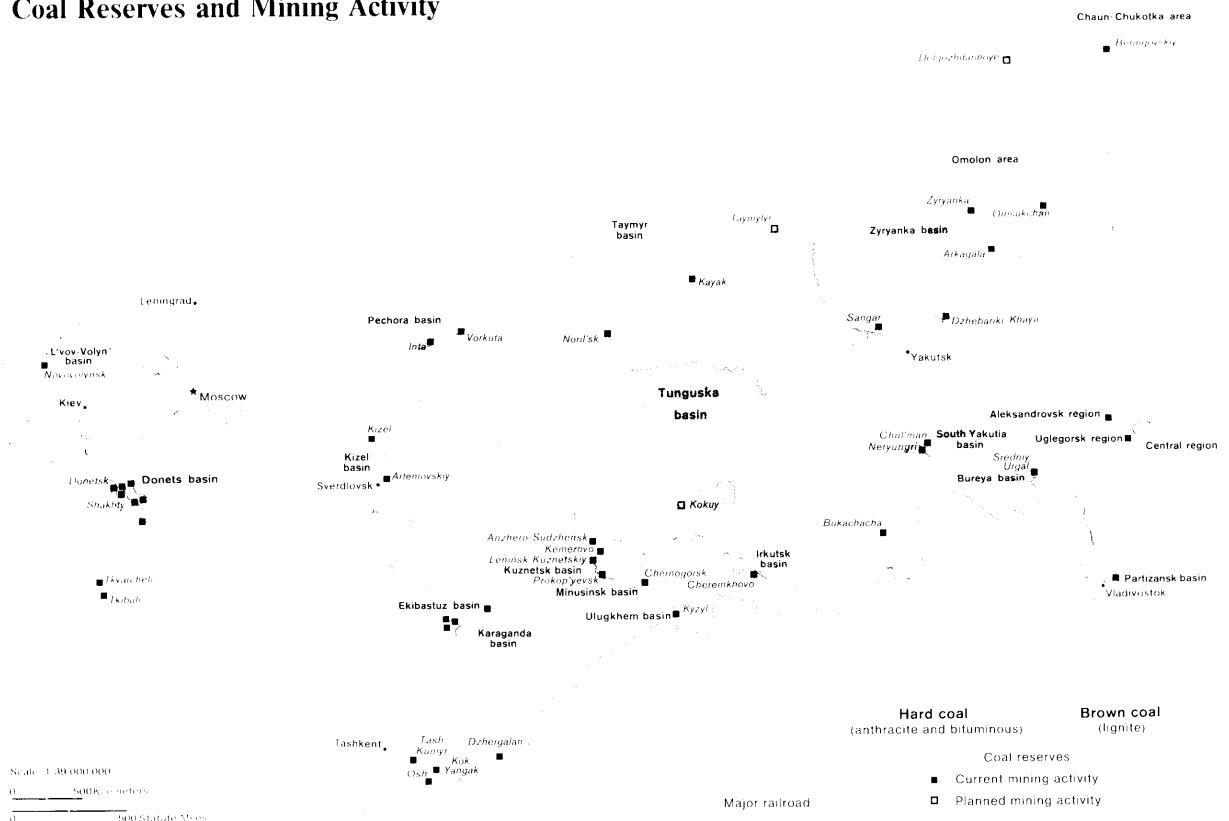 Coal Reserves and Mining Activity
Chaun-Chukotka area
Beringovskiy
Omolon area
Zyryanka
Omsukchan
Taymyr
basin
Taymylyr
Zyryanka basin
Arkagala
Kayak
Leningrad
Pechora basin
Vorkuta
Inta
Noril'sk
Sangar
Dzhebariki Khaya
Yakutsk
L'vov-Volyn'
basin
Novovolynsk
Moscow
Kiev
Tunguska
basin
Aleksandrovsk region
Kizel
Chul'man
Neryungri
South Yakutia
basin
Uglegorsk region
Central region
Kizel
basin
Sredniy
Urgal
Bureya basin
Artemovskiy
Sverdlovsk
Donetsk
Donets basin
Shakhty
Kokuy
Bukachacha
Anzhero-Sudzhensk
Kemerovo
Leninsk Kuznetskiy
Kuznetsk basin
Prokop'yevsk
Chernogorsk
Minusinsk basin
Irkutsk
basin
Cheremkhovo
Partizansk basin
Vladivostok
Tkvarcheli
Tkibuli
Ekibastuz basin
Karaganda
basin
Ulugkhem basin
Kyzyl
Hard coal
(anthracite and bituminous)
Brown coal
(lignite)
Coal reserves
Current mining activity
Planned mining activity
Major railroad
Tashkent
Tash
Kumyr
Kok
Yangak
Dzhergalan
Osh
Scale 1:39,000,000
0 500 Kilometers
0 500 Statute Miles